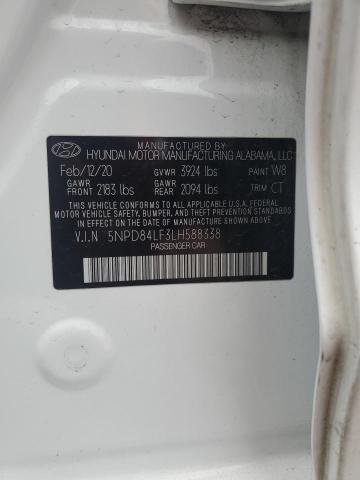 MANUFACTURED BY
HYUNDAI MOTOR MANUFACTURING ALABAMA, LLC
Feb/12/20 GVWR 3924 lbs PAINT W8
GAWR FRONT 2183 lbs GAWR REAR 2094 lbs TRIM CT
THIS VEHICLE CONFORMS TO ALL APPLICABLE U.S.A. FEDERAL
MOTOR VEHICLE SAFETY, BUMPER, AND THEFT PREVENTION
STANDARDS IN EFFECT ON THE DATE OF MANUFACTURE
SHOWN ABOVE.
V.I.N 5NPD84LF3LH588338
PASSENGER CAR